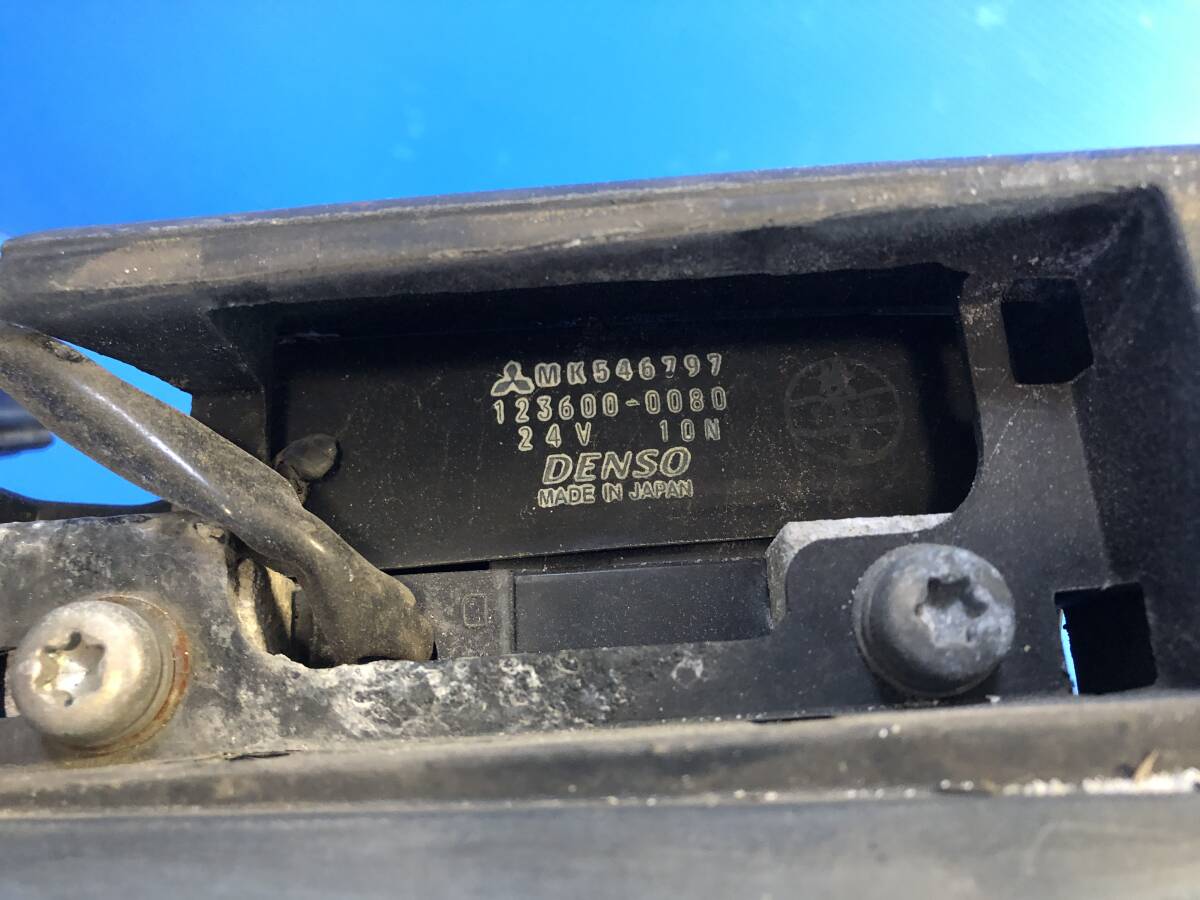 MK546797
123600-0080
24V 10N
DENSO
MADE IN JAPAN